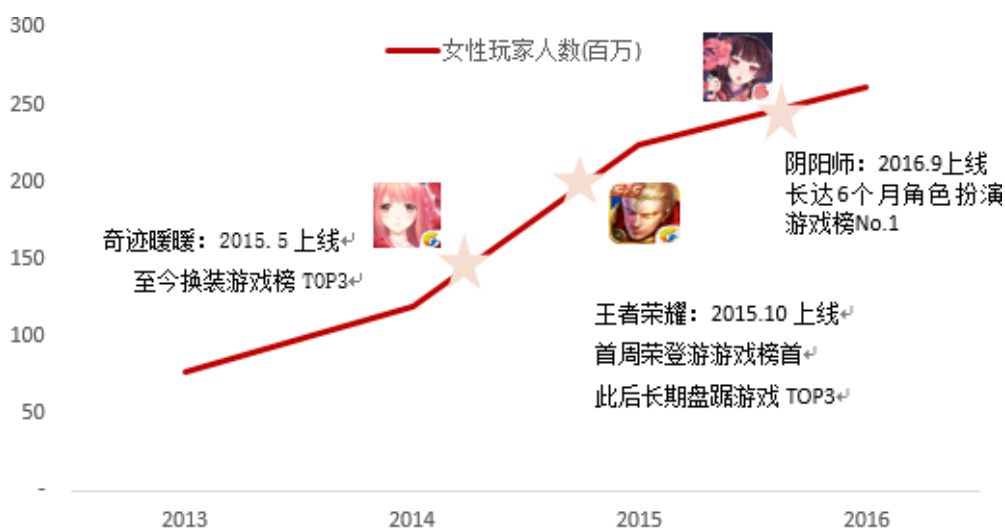 300
女性玩家人数(百万)
250
阴阳师：2016.9上线
长达6个月角色扮演
游戏榜No.1
200
奇迹暖暖：2015.5 上线↵
至今换装游戏榜 TOP3↵
150
王者荣耀：2015.10 上线↵
首周荣登游游戏榜首↵
此后长期盘踞游戏 TOP3↵
100
50
-
2013
2014
2015
2016